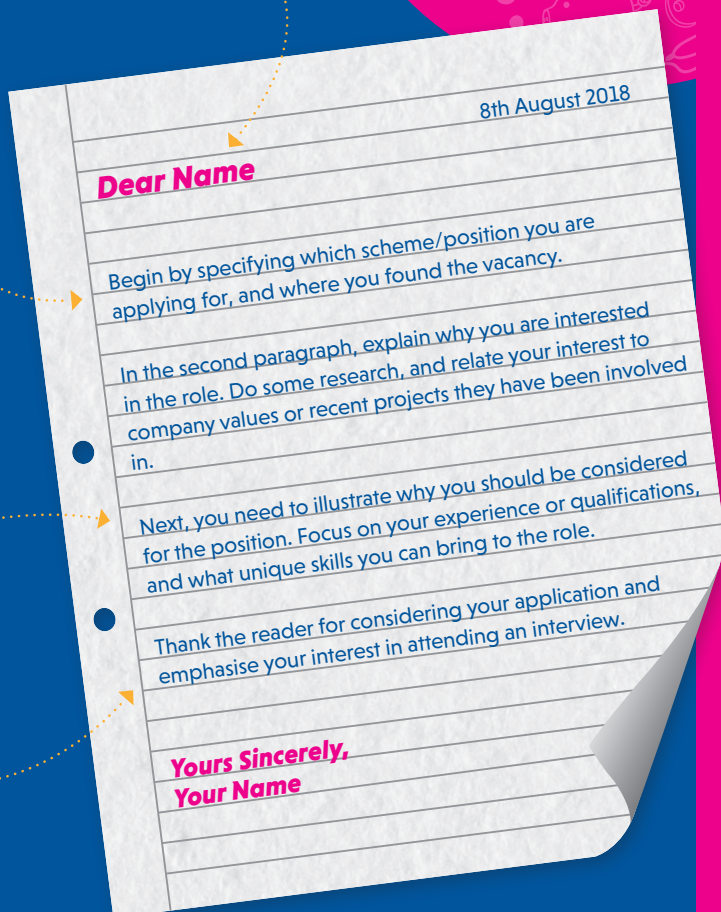 8th August 2018
Dear Name
Begin by specifying which scheme/position you are
applying for, and where you found the vacancy.
In the second paragraph, explain why you are interested
in the role. Do some research, and relate your interest to
company values or recent projects they have been involved
in.
Next, you need to illustrate why you should be considered
for the position. Focus on your experience or qualifications,
and what unique skills you can bring to the role.
Thank the reader for considering your application and
emphasise your interest in attending an interview.
Yours Sincerely,
Your Name